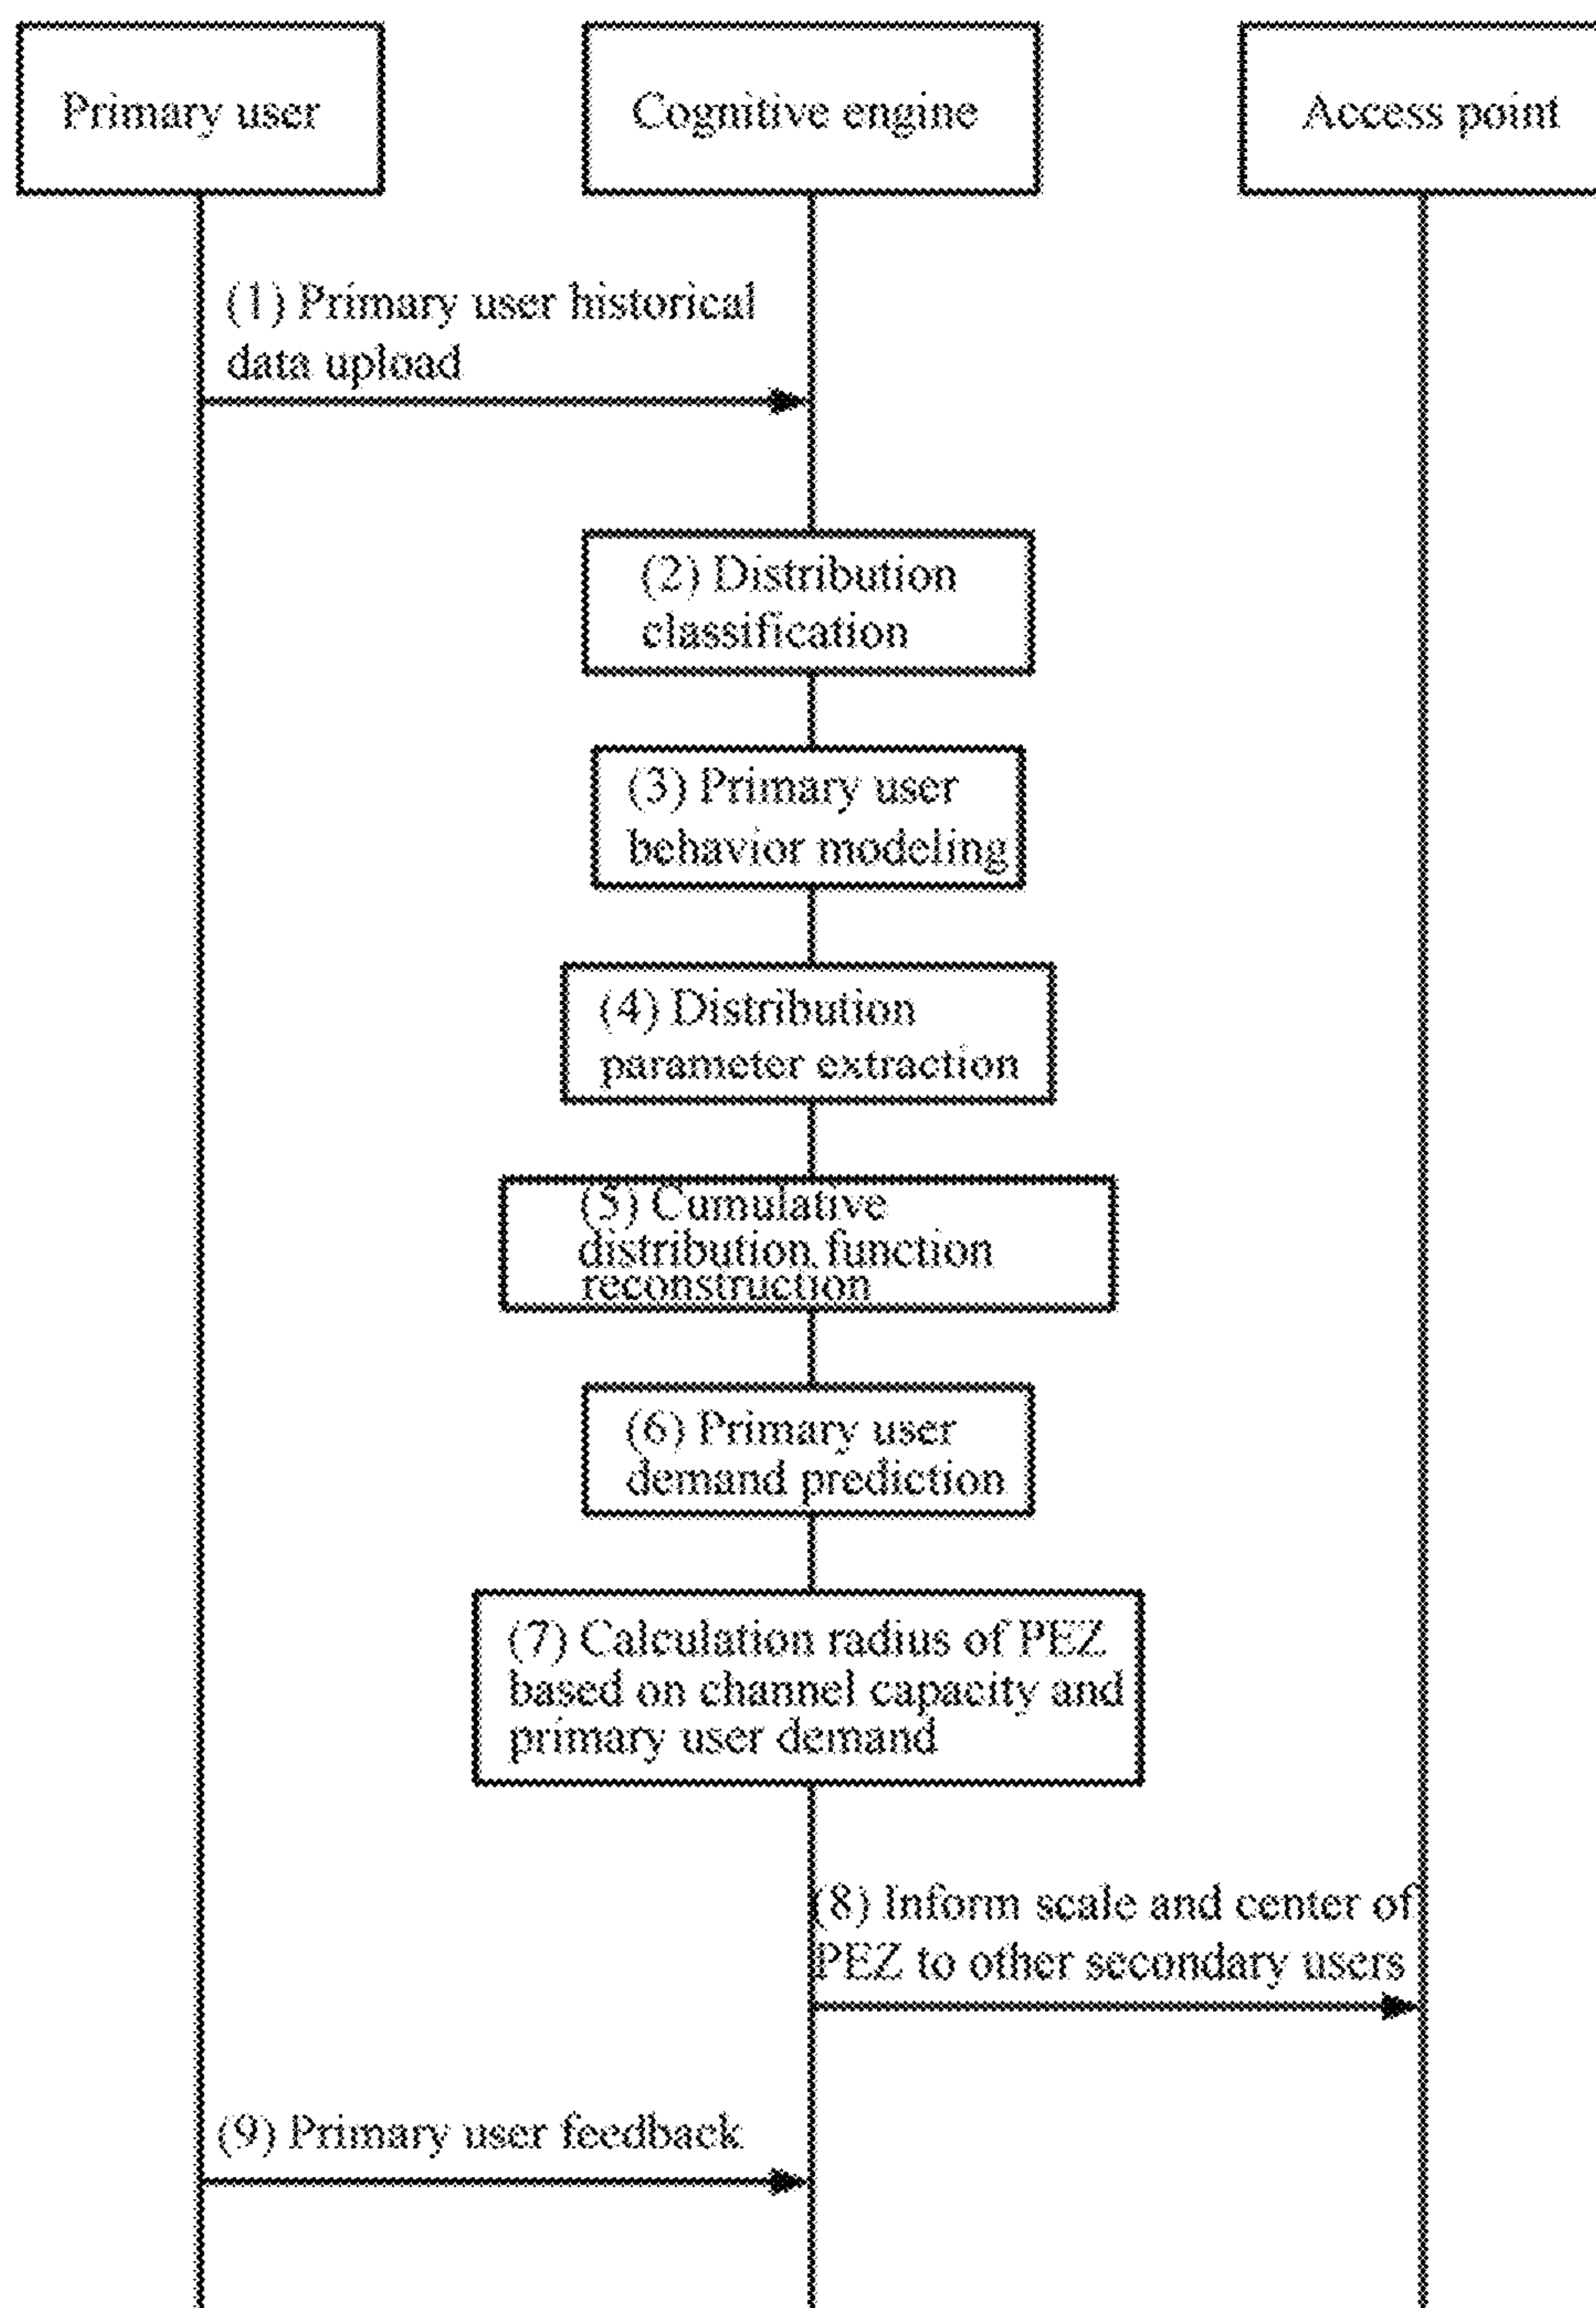 Primary user
Cognitive engine
Access point
(1) Primary user historical
data upload
(2) Distribution
classification
(3) Primary user
behavior modeling
(4) Distribution
parameter extraction
(5) Cumulative
distribution function
reconstruction
(6) Primary user
demand prediction
(7) Calculation radius of PEZ
based on channel capacity and
primary user demand
(8) Inform scale and center of
PEZ to other secondary users
(9) Primary user feedback